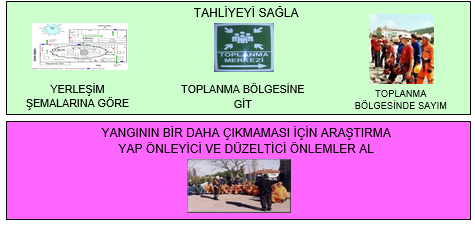 TAHLİYEYİ SAĞLA
TOPLANMA
MERKEZİ
YERLEŞİM
ŞEMALARINA GÖRE
TOPLANMA BÖLGESİNE
GİT
TOPLANMA
BÖLGESİNDE SAYIM
YANGININ BİR DAHA ÇIKMAMASI İÇİN ARAŞTIRMA
YAP ÖNLEYİCİ VE DÜZELTİCİ ÖNLEMLER AL